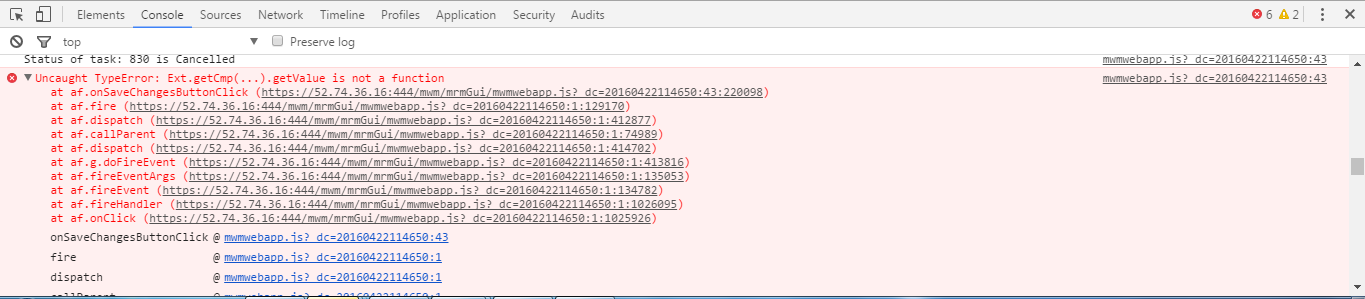 Elements Console Sources Network Timeline Profiles Application Security Audits 6 2
top Preserve log
Status of task: 830 is Cancelled mwmwebapp.js?_dc=20160422114650:43
Uncaught TypeError: Ext.getCmp(...).getValue is not a function mwmwebapp.js?_dc=20160422114650:43
at af.onSaveChangesButtonClick (https://52.74.36.16:444/mwm/mrmGui/mwmwebapp.js?_dc=20160422114650:43:220098)
at af.fire (https://52.74.36.16:444/mwm/mrmGui/mwmwebapp.js?_dc=20160422114650:1:129170)
at af.dispatch (https://52.74.36.16:444/mwm/mrmGui/mwmwebapp.js?_dc=20160422114650:1:412877)
at af.callParent (https://52.74.36.16:444/mwm/mrmGui/mwmwebapp.js?_dc=20160422114650:1:74989)
at af.dispatch (https://52.74.36.16:444/mwm/mrmGui/mwmwebapp.js?_dc=20160422114650:1:414702)
at af.g.doFireEvent (https://52.74.36.16:444/mwm/mrmGui/mwmwebapp.js?_dc=20160422114650:1:413816)
at af.fireEventArgs (https://52.74.36.16:444/mwm/mrmGui/mwmwebapp.js?_dc=20160422114650:1:135053)
at af.fireEvent (https://52.74.36.16:444/mwm/mrmGui/mwmwebapp.js?_dc=20160422114650:1:134782)
at af.fireHandler (https://52.74.36.16:444/mwm/mrmGui/mwmwebapp.js?_dc=20160422114650:1:1026095)
at af.onClick (https://52.74.36.16:444/mwm/mrmGui/mwmwebapp.js?_dc=20160422114650:1:1025926)
onSaveChangesButtonClick @ mwmwebapp.js?_dc=20160422114650:43
fire @ mwmwebapp.js?_dc=20160422114650:1
dispatch @ mwmwebapp.js?_dc=20160422114650:1
callParent @ mwmwebapp.js?_dc=20160422114650:1